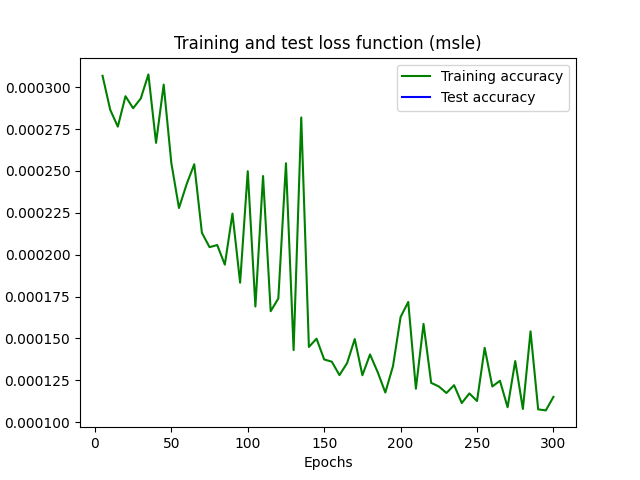 Training and test loss function (msle)
Training accuracy
Test accuracy
0.000300
0.000275
0.000250
0.000225
0.000200
0.000175
0.000150
0.000125
0.000100
0 50 100 150 200 250 300
Epochs